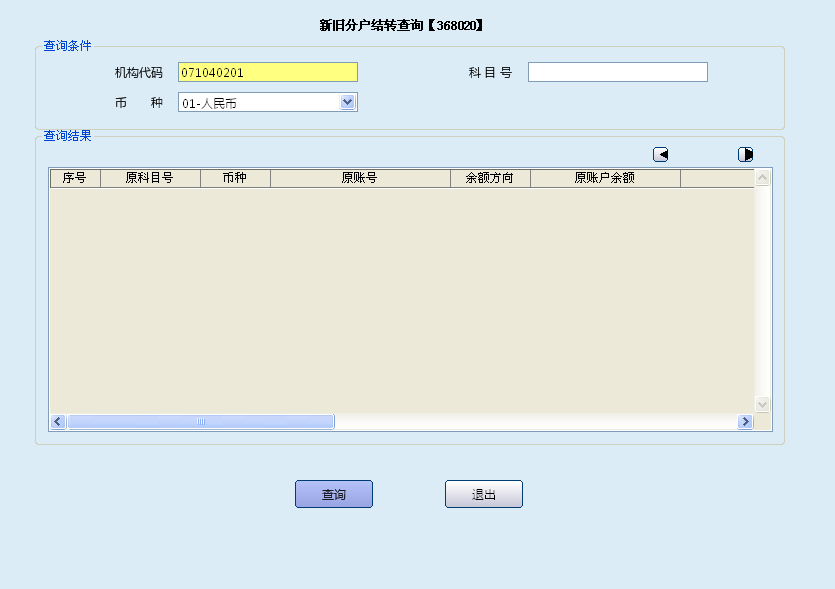 新旧分户结转查询【368020】
查询条件
机构代码 071040201 科目号
币 种 01-人民币
查询结果
序号 原科目号 币种 原账号 余额方向 原账户余额
查询 退出